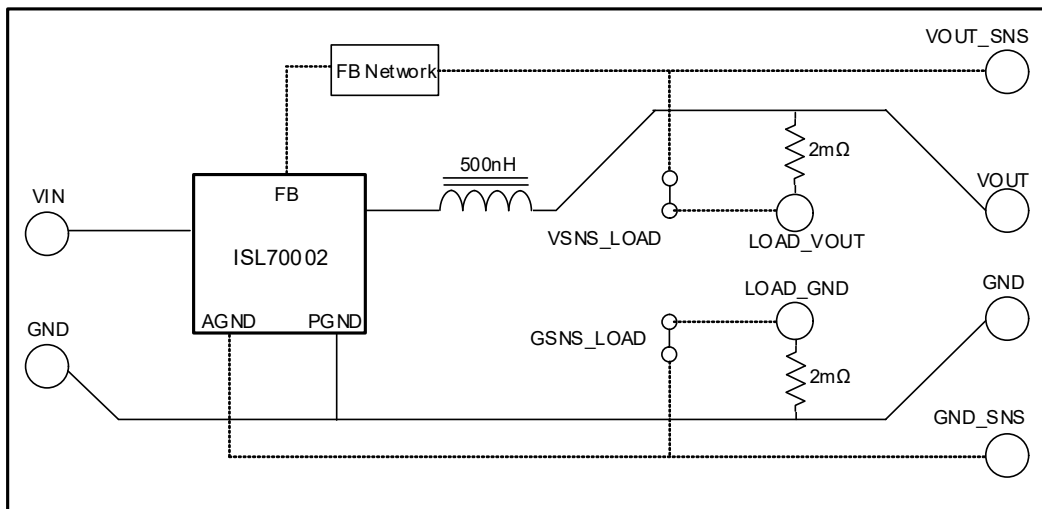 VOUT_SNS
FB Network
500nH
2mΩ
VIN
FB
VOUT
ISL70002
VSNS_LOAD
LOAD_VOUT
LOAD_GND
GND
GND
AGND
PGND
GSNS_LOAD
2mΩ
GND_SNS